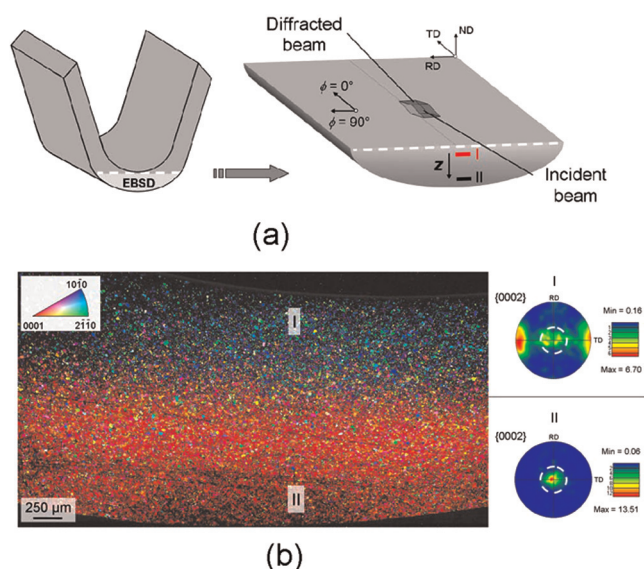 Diffracted
beam
ND
TD
RD
ϕ = 0°
ϕ = 90°
EBSD
I
z
II
Incident
beam
(a)
101̄0
0001
2̄1̄1̄0
I
II
250 µm
I
{0002}
RD
TD
Min = 0.16
Max = 6.70
II
{0002}
RD
TD
Min = 0.06
Max = 13.51
(b)